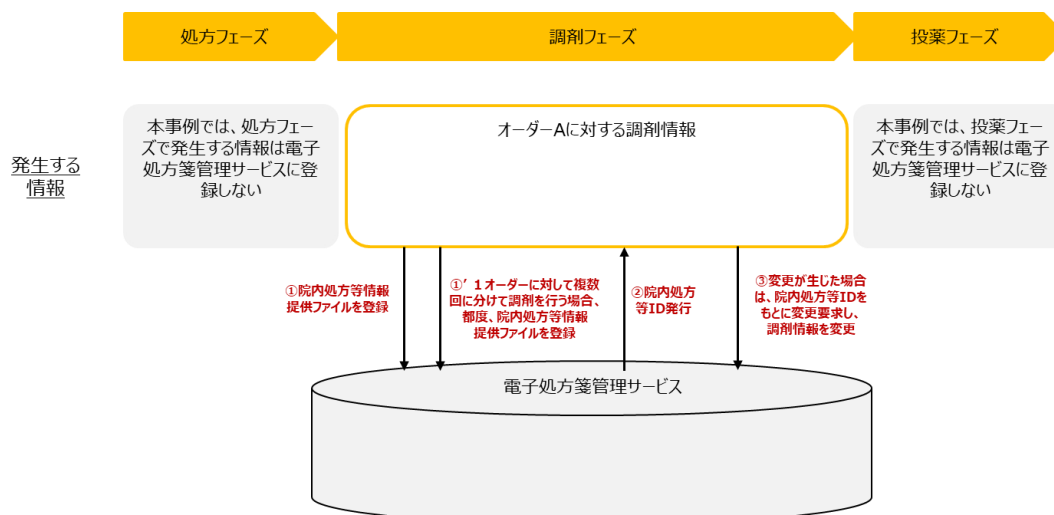 処方フェーズ
調剤フェーズ
投薬フェーズ
発生する
情報
本事例では、処方フェー
ズで発生する情報は電子
処方箋管理サービスに登
録しない
オーダーAに対する調剤情報
本事例では、投薬フェー
ズで発生する情報は電子
処方箋管理サービスに登
録しない
①院内処方等情報
提供ファイルを登録
①’1オーダーに対して複数
回に分けて調剤を行う場合、
都度、院内処方等情報
提供ファイルを登録
②院内処方
等ID発行
③変更が生じた場合
は、院内処方等IDを
もとに変更要求し、
調剤情報を変更
電子処方箋管理サービス